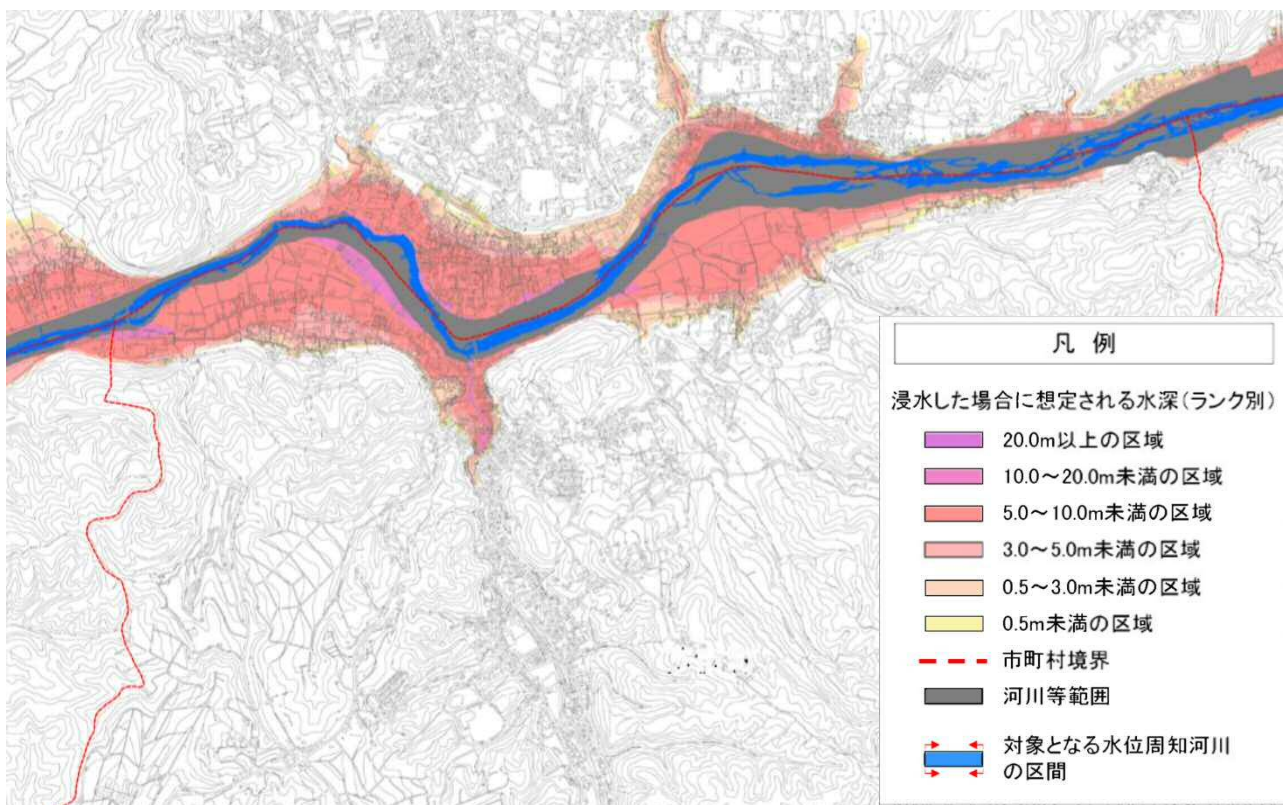 凡 例
浸水した場合に想定される水深(ランク別)
20.0m以上の区域
10.0～20.0m未満の区域
5.0～10.0m未満の区域
3.0～5.0m未満の区域
0.5～3.0m未満の区域
0.5m未満の区域
市町村境界
河川等範囲
対象となる水位周知河川
の区間